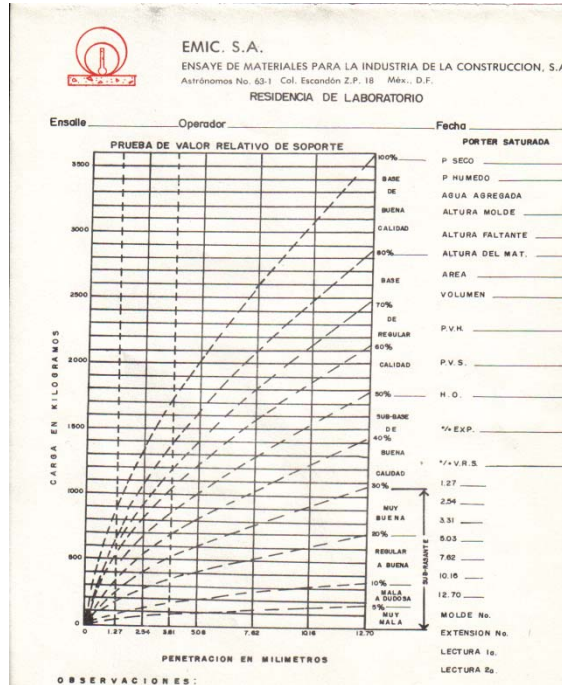 EMIC. S.A.
ENSAYE DE MATERIALES PARA LA INDUSTRIA DE LA CONSTRUCCION, S.A
Astrónomos No. 63-1 Col. Escandón Z.P. 18 Méx., D.F.
RESIDENCIA DE LABORATORIO
Ensalle Operador Fecha
PRUEBA DE VALOR RELATIVO DE SOPORTE
PORTER SATURADA
P SECO
P HUMEDO
AGUA AGREGADA
ALTURA MOLDE
ALTURA FALTANTE
ALTURA DEL MAT.
AREA
VOLUMEN
P.V.H.
P.V.S.
H.O.
%EXP.
%V.R.S.
1.27
2.54
3.31
5.03
7.62
10.16
12.70
MOLDE No.
EXTENSION No.
LECTURA 1a.
LECTURA 2a.
CARGA EN KILOGRAMOS
3500
3000
2500
2000
1500
1000
500
0
100%
BASE
DE
BUENA
CALIDAD
80%
BASE
70%
DE
REGULAR
60%
CALIDAD
50%
SUB-BASE
DE
40%
BUENA
CALIDAD
30%
MUY
BUENA
20%
REGULAR
A BUENA
10%
MALA
A DUDOSA
5%
MUY
MALA
SUB-RASANTE
0 1.27 2.54 3.81 5.08 7.62 10.16 12.70
PENETRACION EN MILIMETROS
OBSERVACIONES: